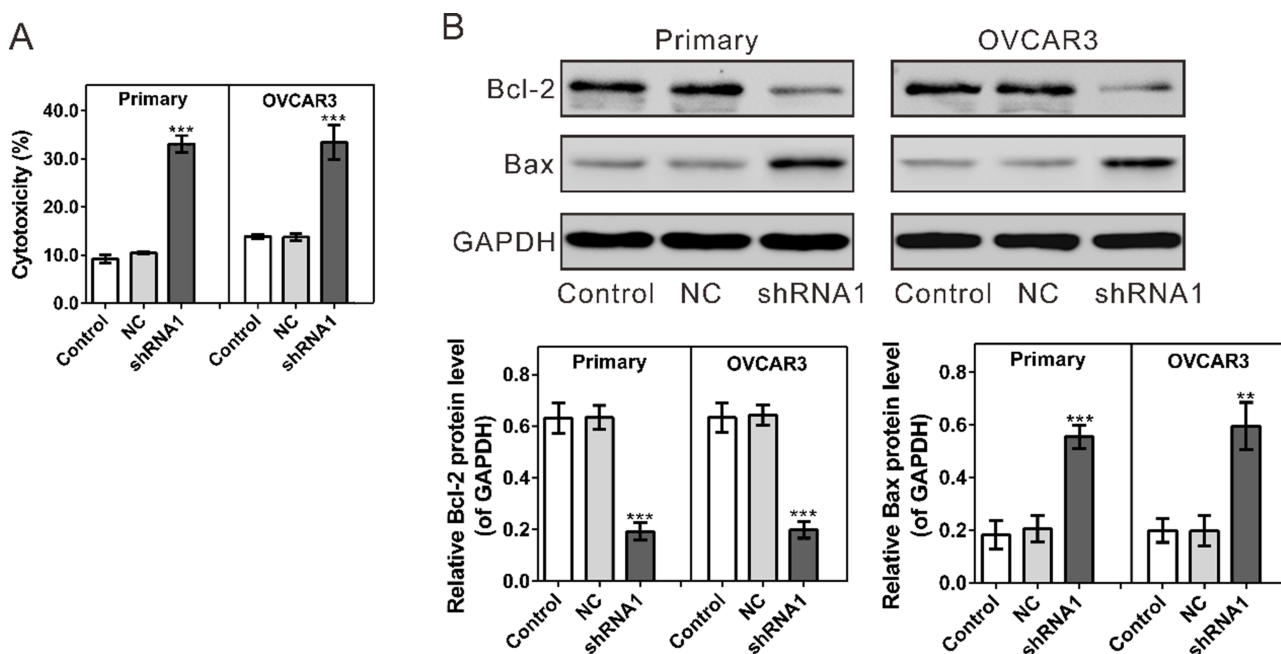 A
Primary
OVCAR3
***
***
Cytotoxicity (%)
40.0
30.0
20.0
10.0
0.0
Control
NC
shRNA1
Control
NC
shRNA1
B
Primary
OVCAR3
Bcl-2
Bax
GAPDH
Control NC shRNA1
Control NC shRNA1
Relative Bcl-2 protein level
(of GAPDH)
Primary
OVCAR3
0.8
0.6
0.4
0.2
0.0
***
***
Control
NC
shRNA1
Control
NC
shRNA1
Relative Bax protein level
(of GAPDH)
Primary
OVCAR3
0.8
0.6
0.4
0.2
0.0
***
**
Control
NC
shRNA1
Control
NC
shRNA1